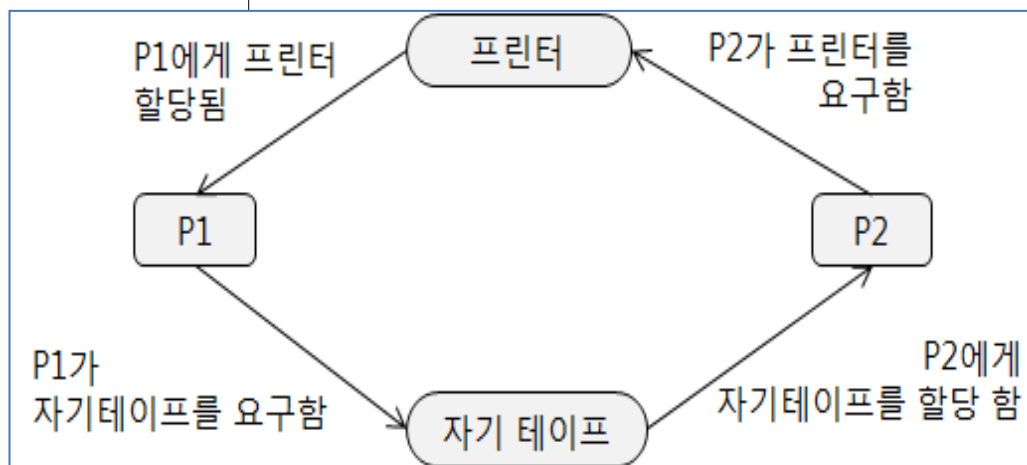 P1에게 프린터
할당됨
프린터
P2가 프린터를
요구함
P1
P2
P1가
자기테이프를 요구함
자기 테이프
P2에게
자기테이프를 할당 함